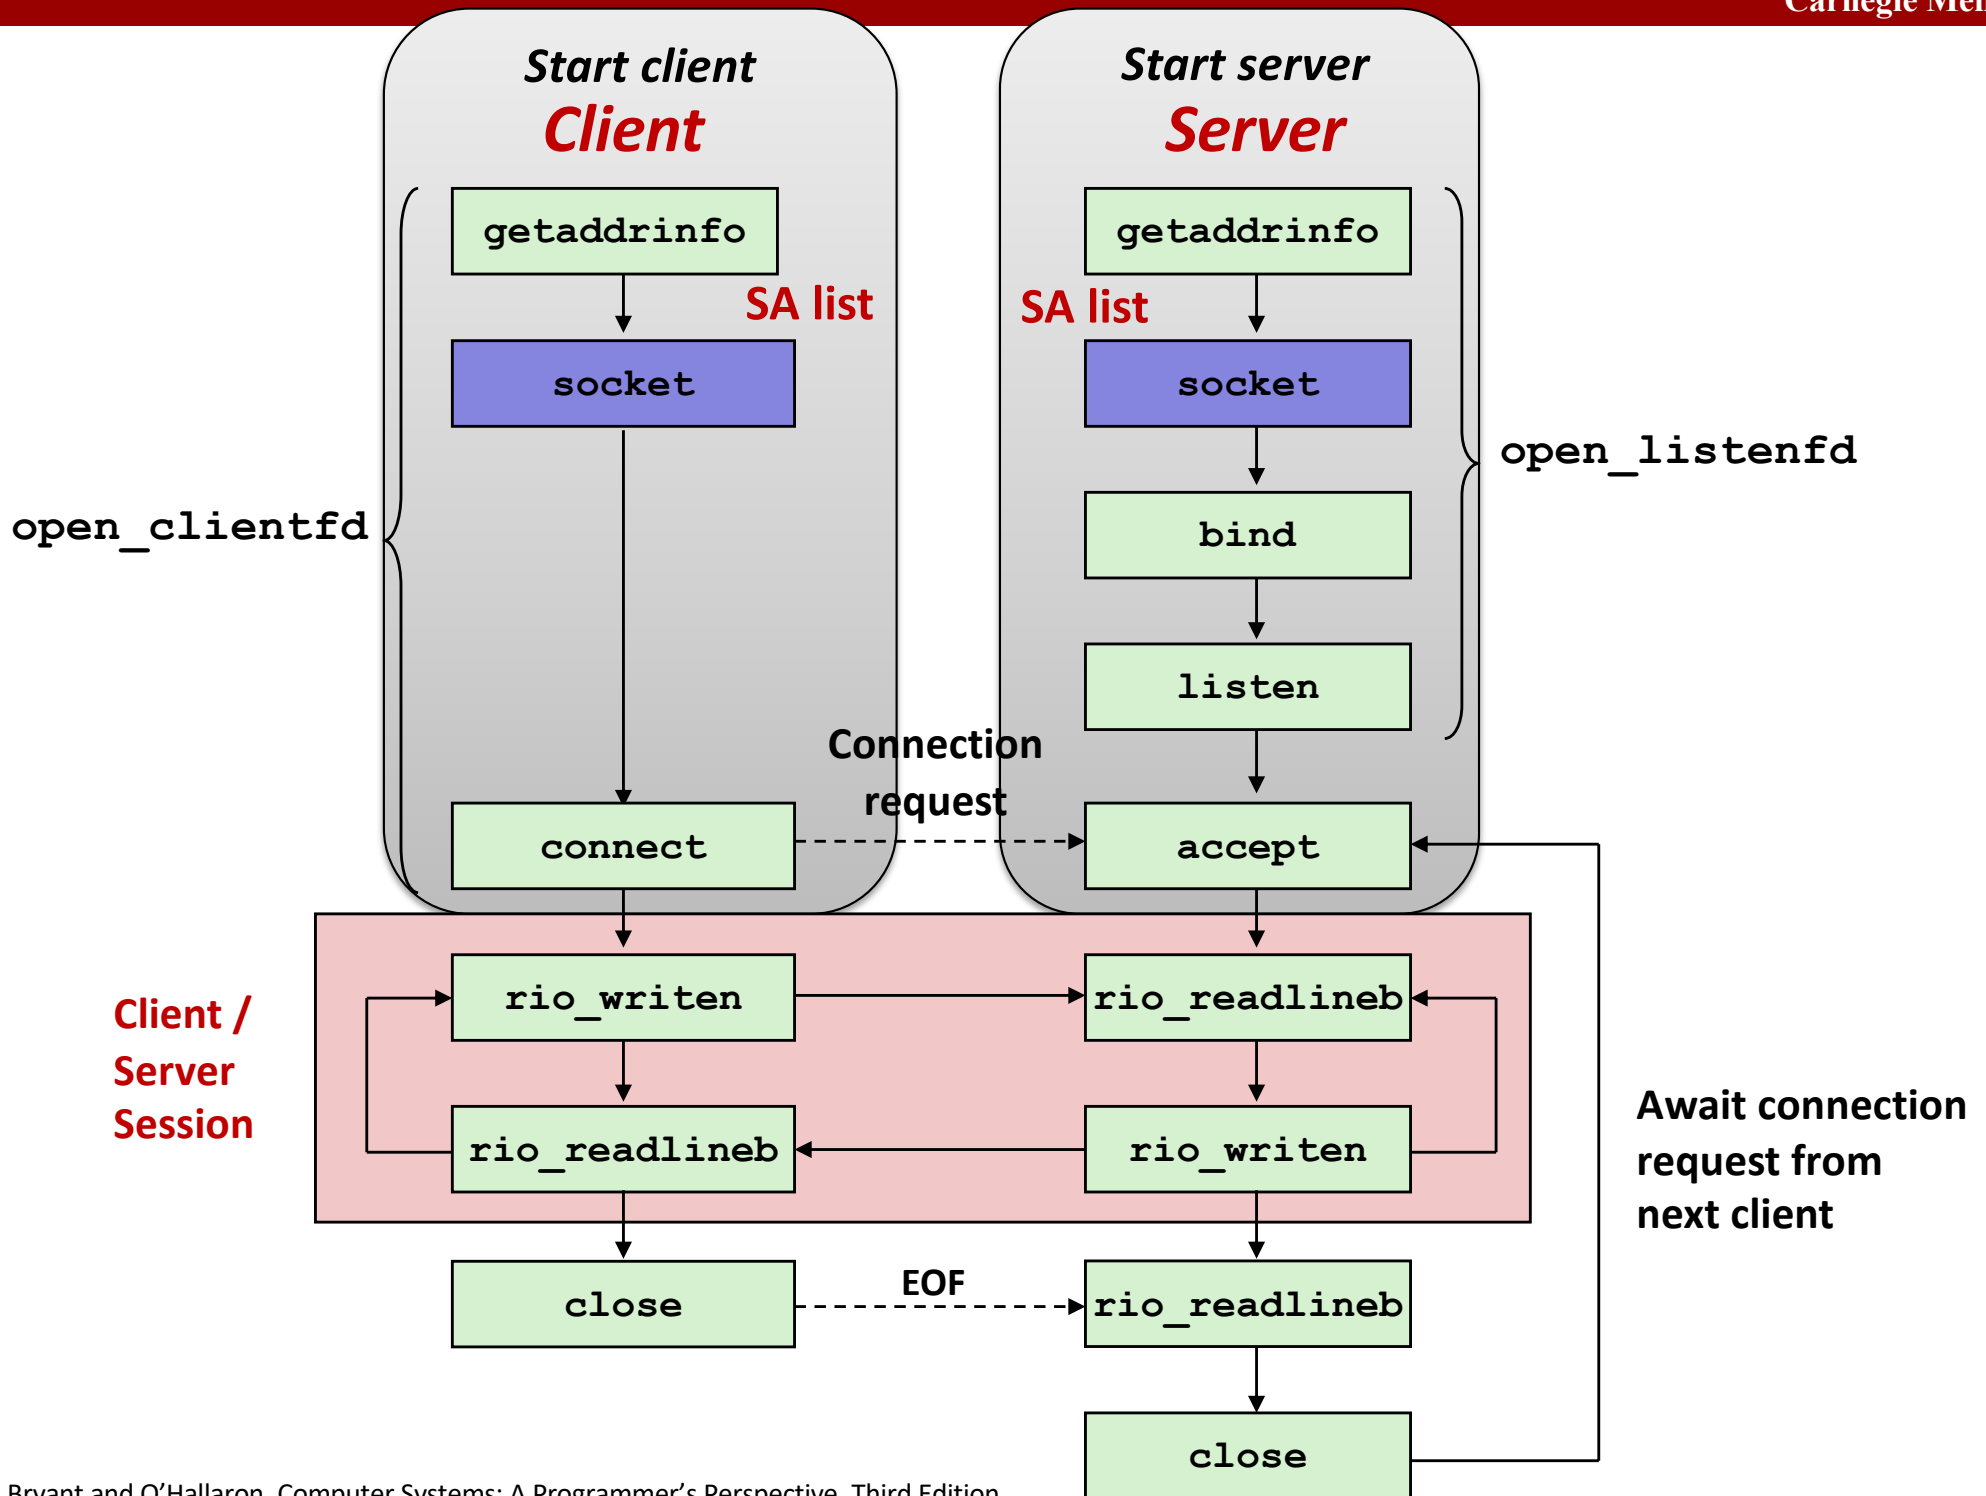 Carnegie
Start client
Client
Start server
Server
getaddrinfo
getaddrinfo
SA list
SA list
socket
socket
open_listenfd
open_clientfd
bind
listen
Connection
request
connect
accept
Client /
Server
Session
rio_writen
rio_readlineb
rio_readlineb
rio_writen
Await connection
request from
next client
close
EOF
rio_readlineb
close
Bryant and O'Hallaron, Computer Systems: A Programmer's Perspective, Third Edition